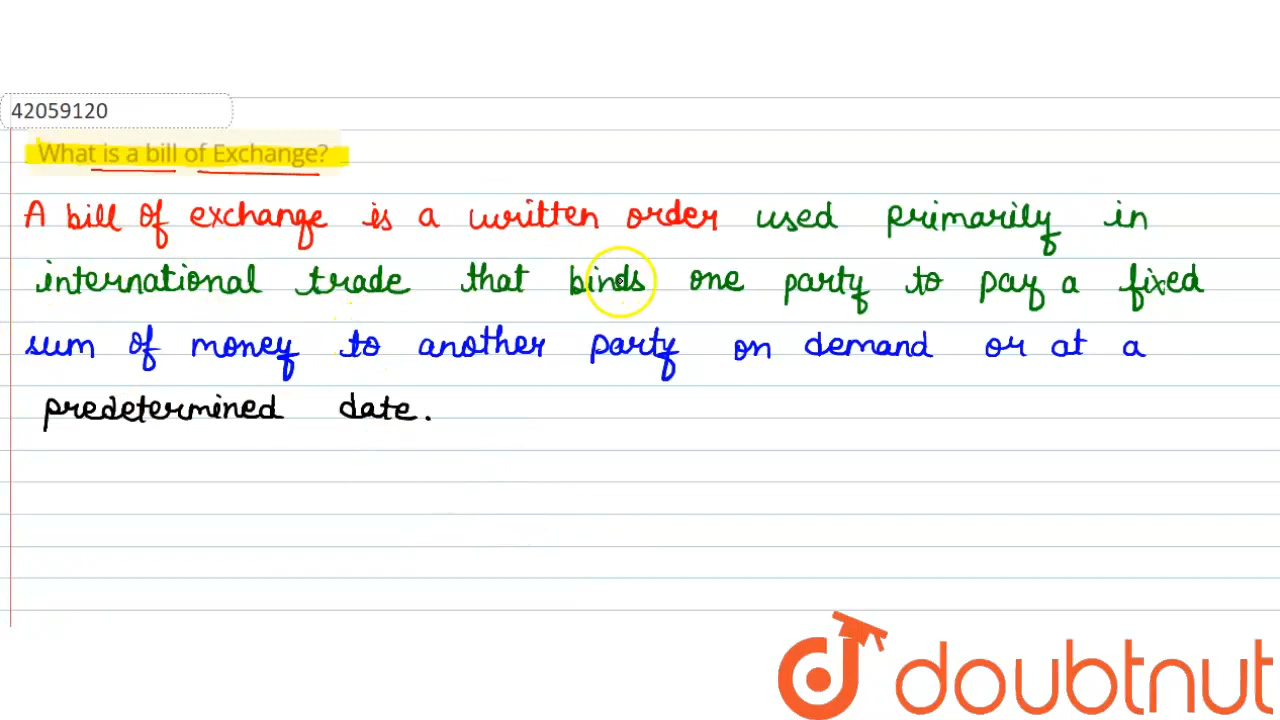 42059120
What is a bill of Exchange?
A bill of exchange is a written order used primarily in
international trade that binds one party to pay a fixed
sum of money to another party on demand or at a
predetermined date.
doubtnut